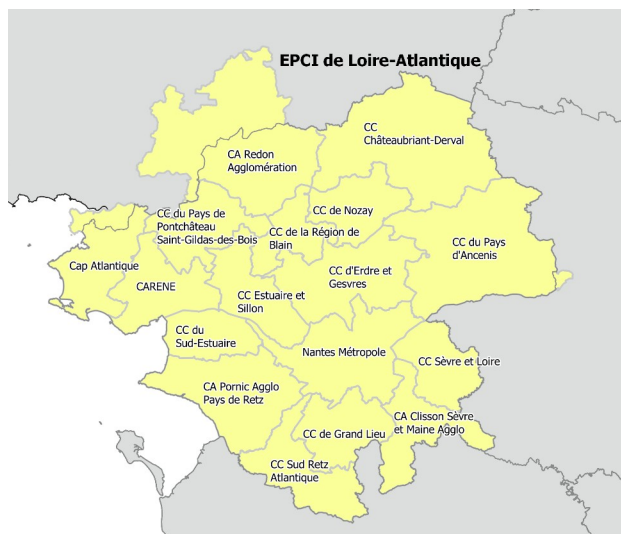 EPCI de Loire-Atlantique
CC
Châteaubriant-Derval
CA Redon
Agglomération
CC de Nozay
CC du Pays de
Pontchâteau
Saint-Gildas-des-Bois
CC de la Région de
Blain
CC du Pays
d'Ancenis
Cap Atlantique
CARENE
CC d'Erdre et
Gesvres
CC Estuaire et
Sillon
CC du
Sud-Estuaire
Nantes Métropole
CC Sèvre et Loire
CA Pornic Agglo
Pays de Retz
CA Clisson Sèvre
et Maine Agglo
CC de Grand Lieu
CC Sud Retz
Atlantique